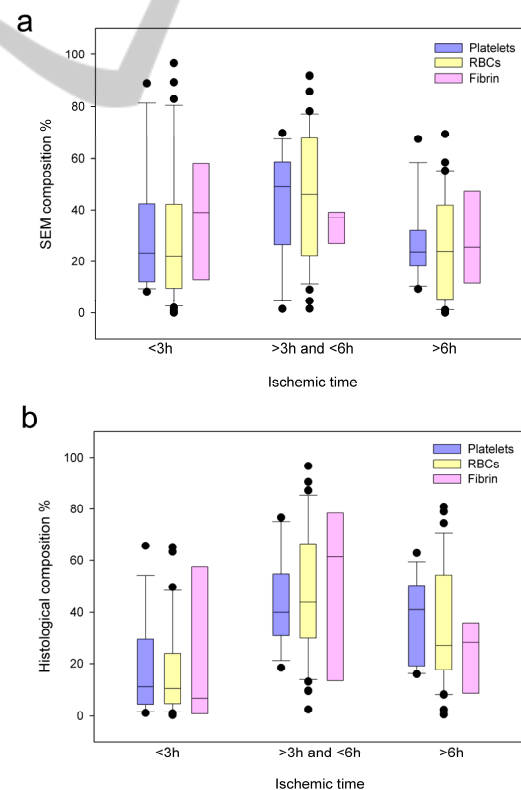 a
100
80
60
40
20
0
SEM composition %
Platelets
RBCs
Fibrin
<3h
>3h and <6h
>6h
Ischemic time
b
100
80
60
40
20
0
Histological composition %
Platelets
RBCs
Fibrin
<3h
>3h and <6h
>6h
Ischemic time